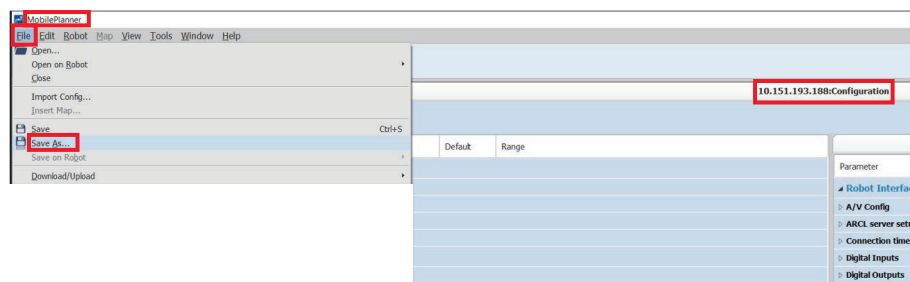 MobilePlanner
File Edit Robot Map View Tools Window Help
Open...
Open on Robot
Close
10.151.193.188:Configuration
Import Config...
Insert Map...
Save Ctrl+S
Save As...
Save on Robot
Download/Upload
Default Range
Parameter
Robot Interfa
A/V Config
ARCL server setu
Connection time
Digital Inputs
Digital Outputs